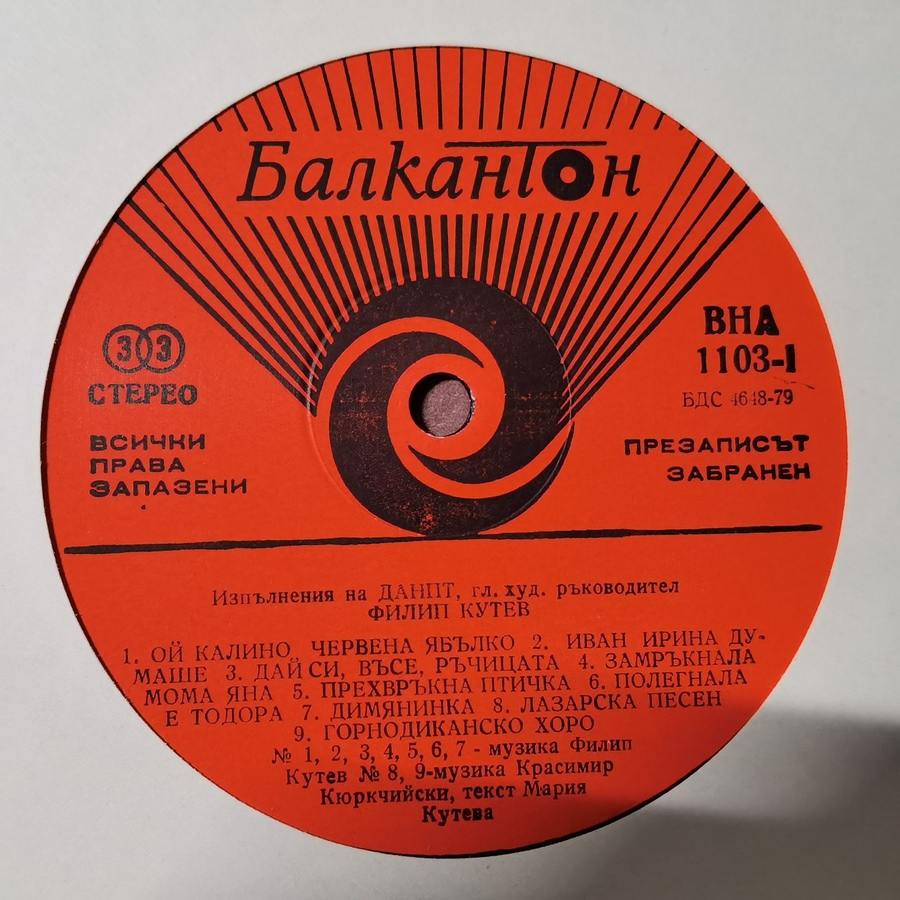 БалканТон
33
СТЕРЕО
ВСИЧКИ
ПРАВА
ЗАПАЗЕНИ
ВНА
1103-I
БДС 4648-79
ПРЕЗАПИСЪТ
ЗАБРАНЕН
Изпълнения на ДАНПТ, гл. худ. ръководител
ФИЛИП КУТЕВ
1. ОЙ КАЛИНО, ЧЕРВЕНА ЯБЪЛКО 2. ИВАН ИРИНА ДУ-
МАШЕ 3. ДАЙ СИ, ВЪСЕ, РЪЧИЦАТА 4. ЗАМРЪКНАЛА
МОМА ЯНА 5. ПРЕХВРЪКНА ПТИЧКА 6. ПОЛЕГНАЛА
Е ТОДОРА 7. ДИМЯНИНКА 8. ЛАЗАРСКА ПЕСЕН
9. ГОРНОДИКАНСКО ХОРО
№ 1, 2, 3, 4, 5, 6, 7 - музика Филип
Кутев № 8, 9-музика Красимир
Кюркчийски, текст Мария
Кутева